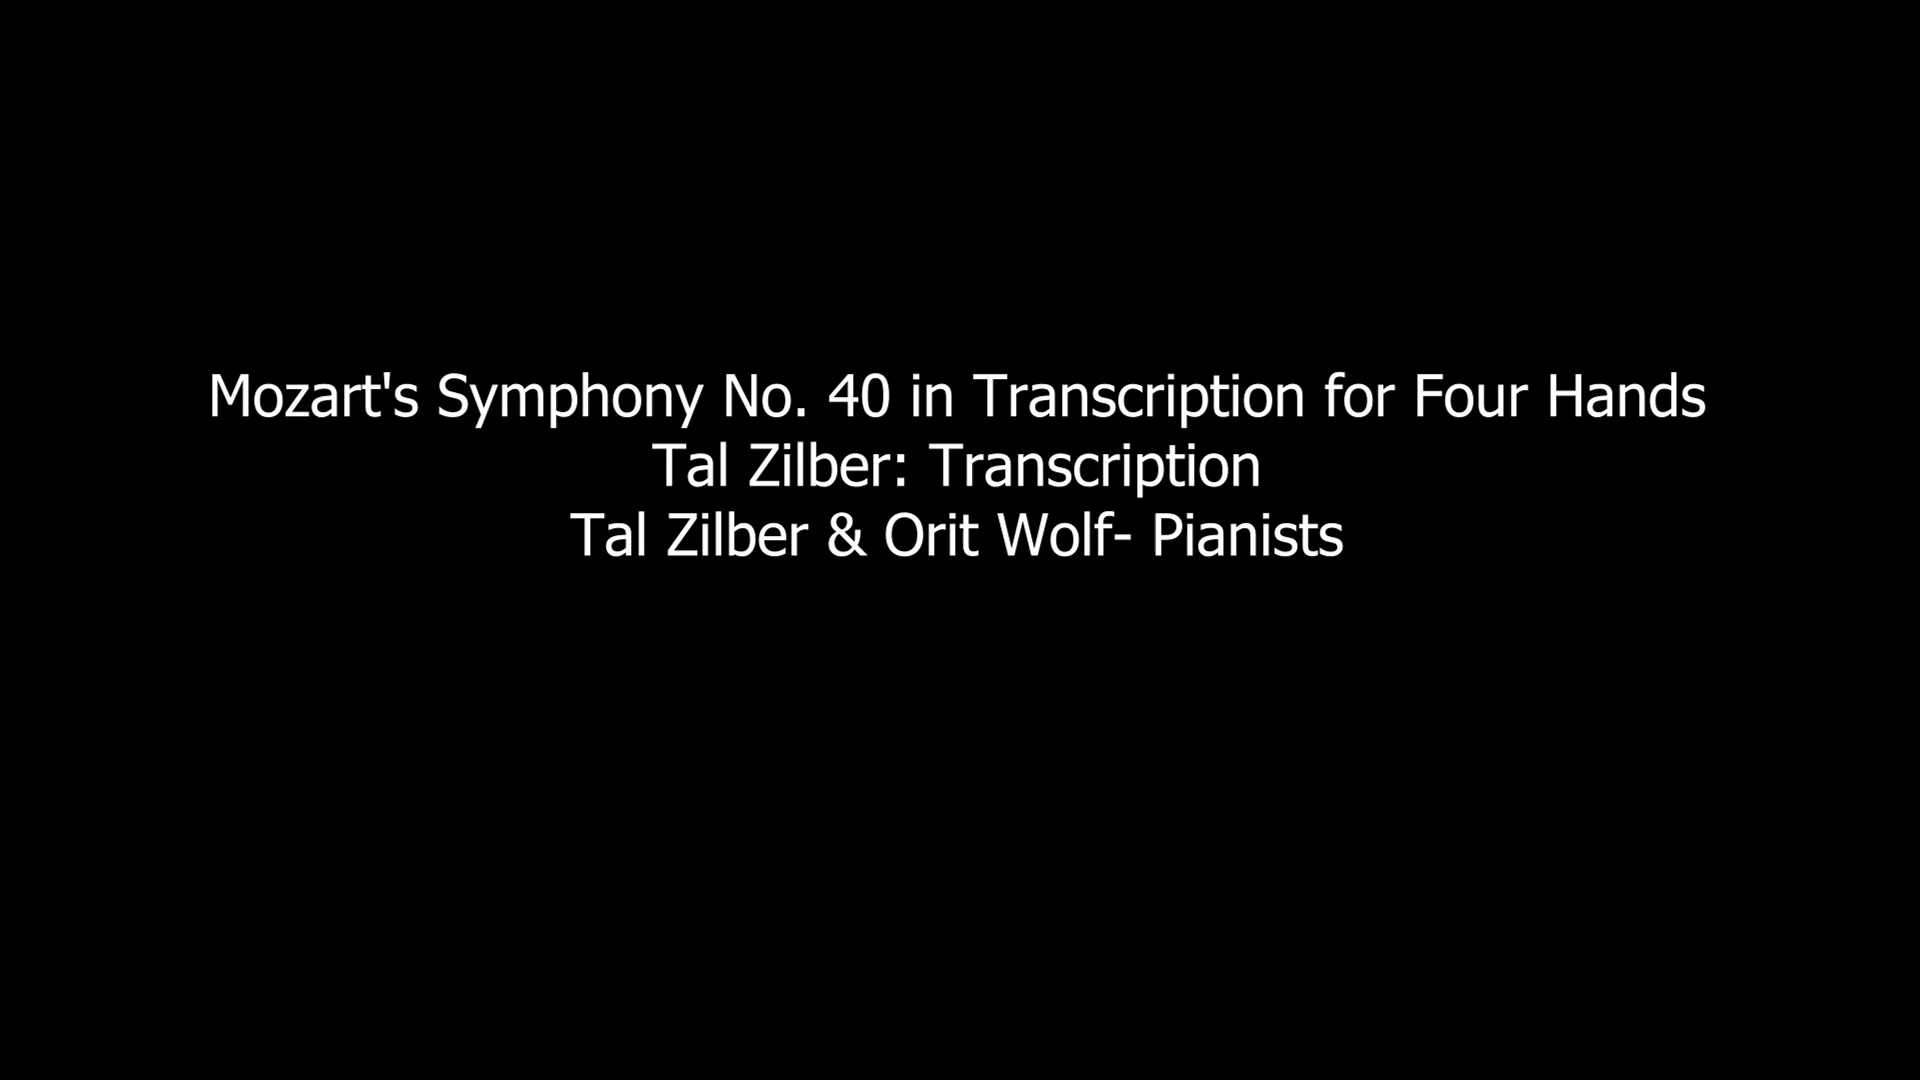 Mozart's Symphony No. 40 in Transcription for Four Hands
Tal Zilber: Transcription
Tal Zilber & Orit Wolf- Pianists